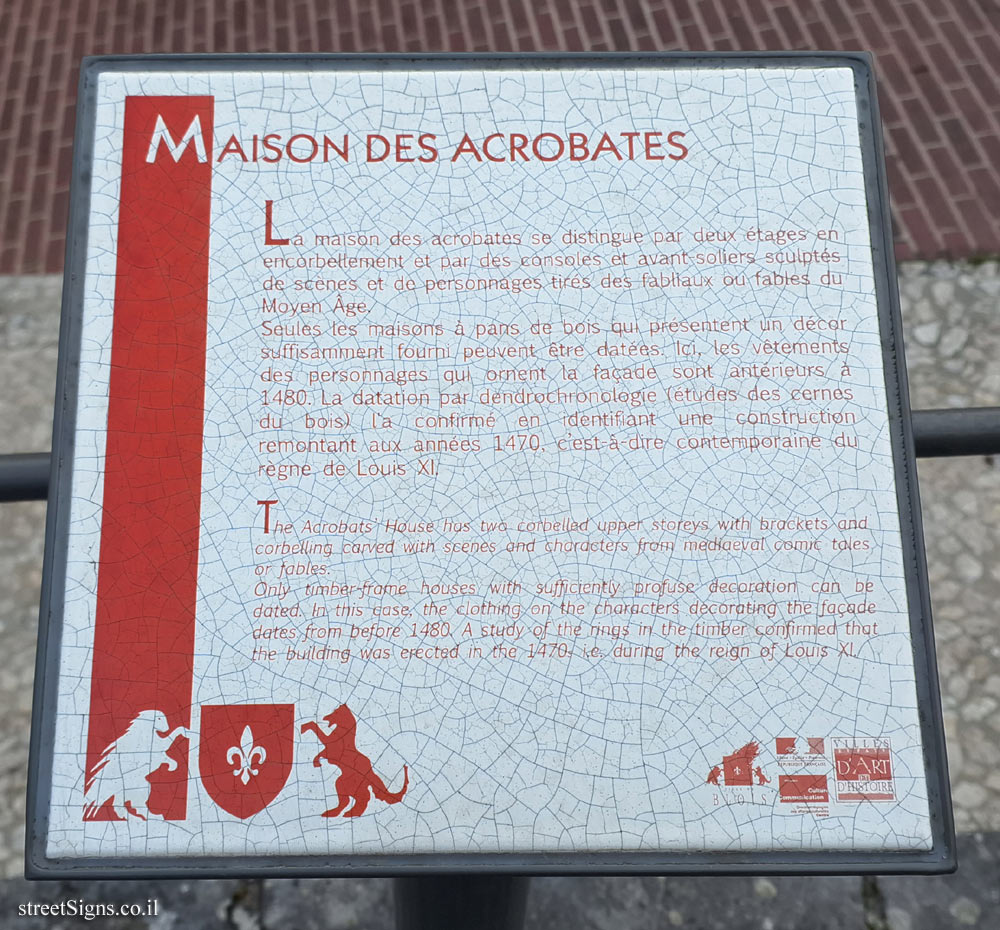 MAISON DES ACROBATES
La maison des acrobates se distingue par deux étages en
encorbellement et par des consoles et avant-soliers sculptés
de scènes et de personnages tirés des fabliaux ou fables du
Moyen Âge.
Seules les maisons à pans de bois qui présentent un décor
suffisamment fourni peuvent être datées. Ici, les vêtements
des personnages qui ornent la façade sont antérieurs à
1480. La datation par dendrochronologie (études des cernes
du bois) l'a confirmé en identifiant une construction
remontant aux années 1470, c'est-à-dire contemporaine du
règne de Louis XI.
The Acrobats' House has two corbelled upper storeys with brackets and
corbelling carved with scenes and characters from mediaeval comic tales
or fables.
Only timber-frame houses with sufficiently profuse decoration can be
dated. In this case, the clothing on the characters decorating the façade
dates from before 1480. A study of the rings in the timber confirmed that
the building was erected in the 1470, i.e. during the reign of Louis XI.
BLOIS
RÉPUBLIQUE FRANÇAISE
Culture
Communication
Centre
VILLES
D'ART
ET
D'HISTOIRE
streetSigns.co.il